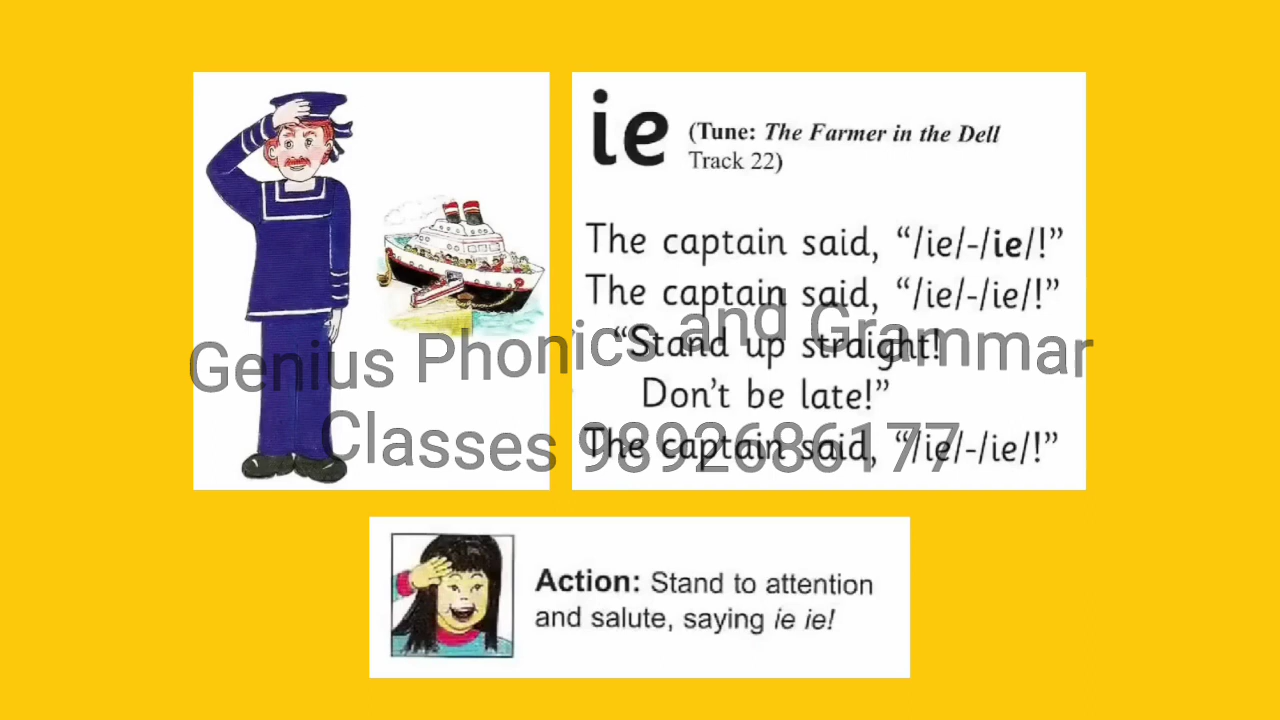 ie
(Tune: The Farmer in the Dell
Track 22)
The captain said, “/ie/-/ie/!”
The captain said, “/ie/-/ie/!”
“Stand up straight!
Don’t be late!”
The captain said, “/ie/-/ie/!”
Genius Phonics and Grammar
Classes 9892686177
Action: Stand to attention
and salute, saying ie ie!